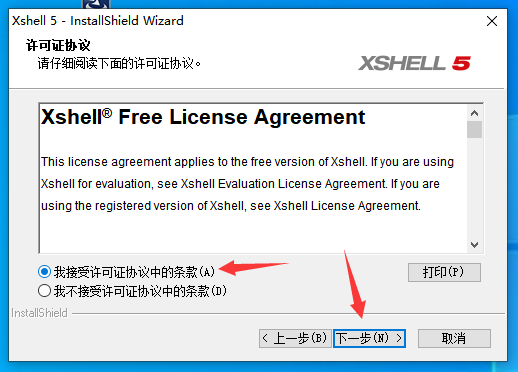 Xshell 5 - InstallShield Wizard
许可证协议
请仔细阅读下面的许可证协议。
XSHELL 5
Xshell® Free License Agreement
This license agreement applies to the free version of Xshell. If you are using
Xshell for evaluation, see Xshell Evaluation License Agreement. If you are
using the registered version of Xshell, see Xshell License Agreement.
我接受许可证协议中的条款(A)
打印(P)
我不接受许可证协议中的条款(D)
InstallShield
< 上一步(B)
下一步(N) >
取消